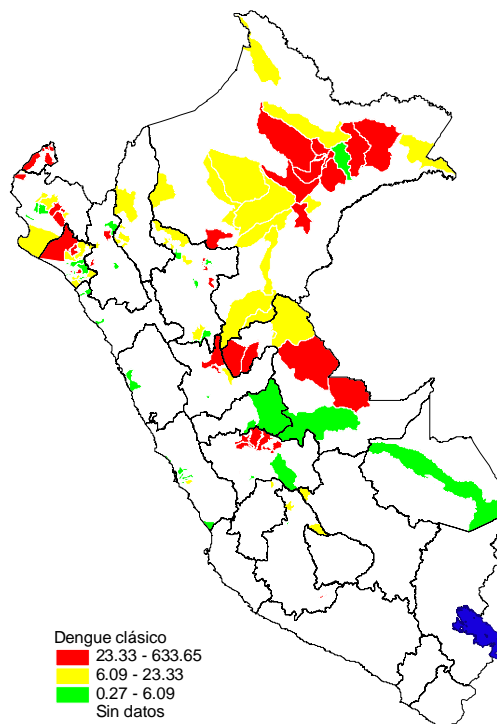 Dengue clásico
23.33 - 633.65
6.09 - 23.33
0.27 - 6.09
Sin datos